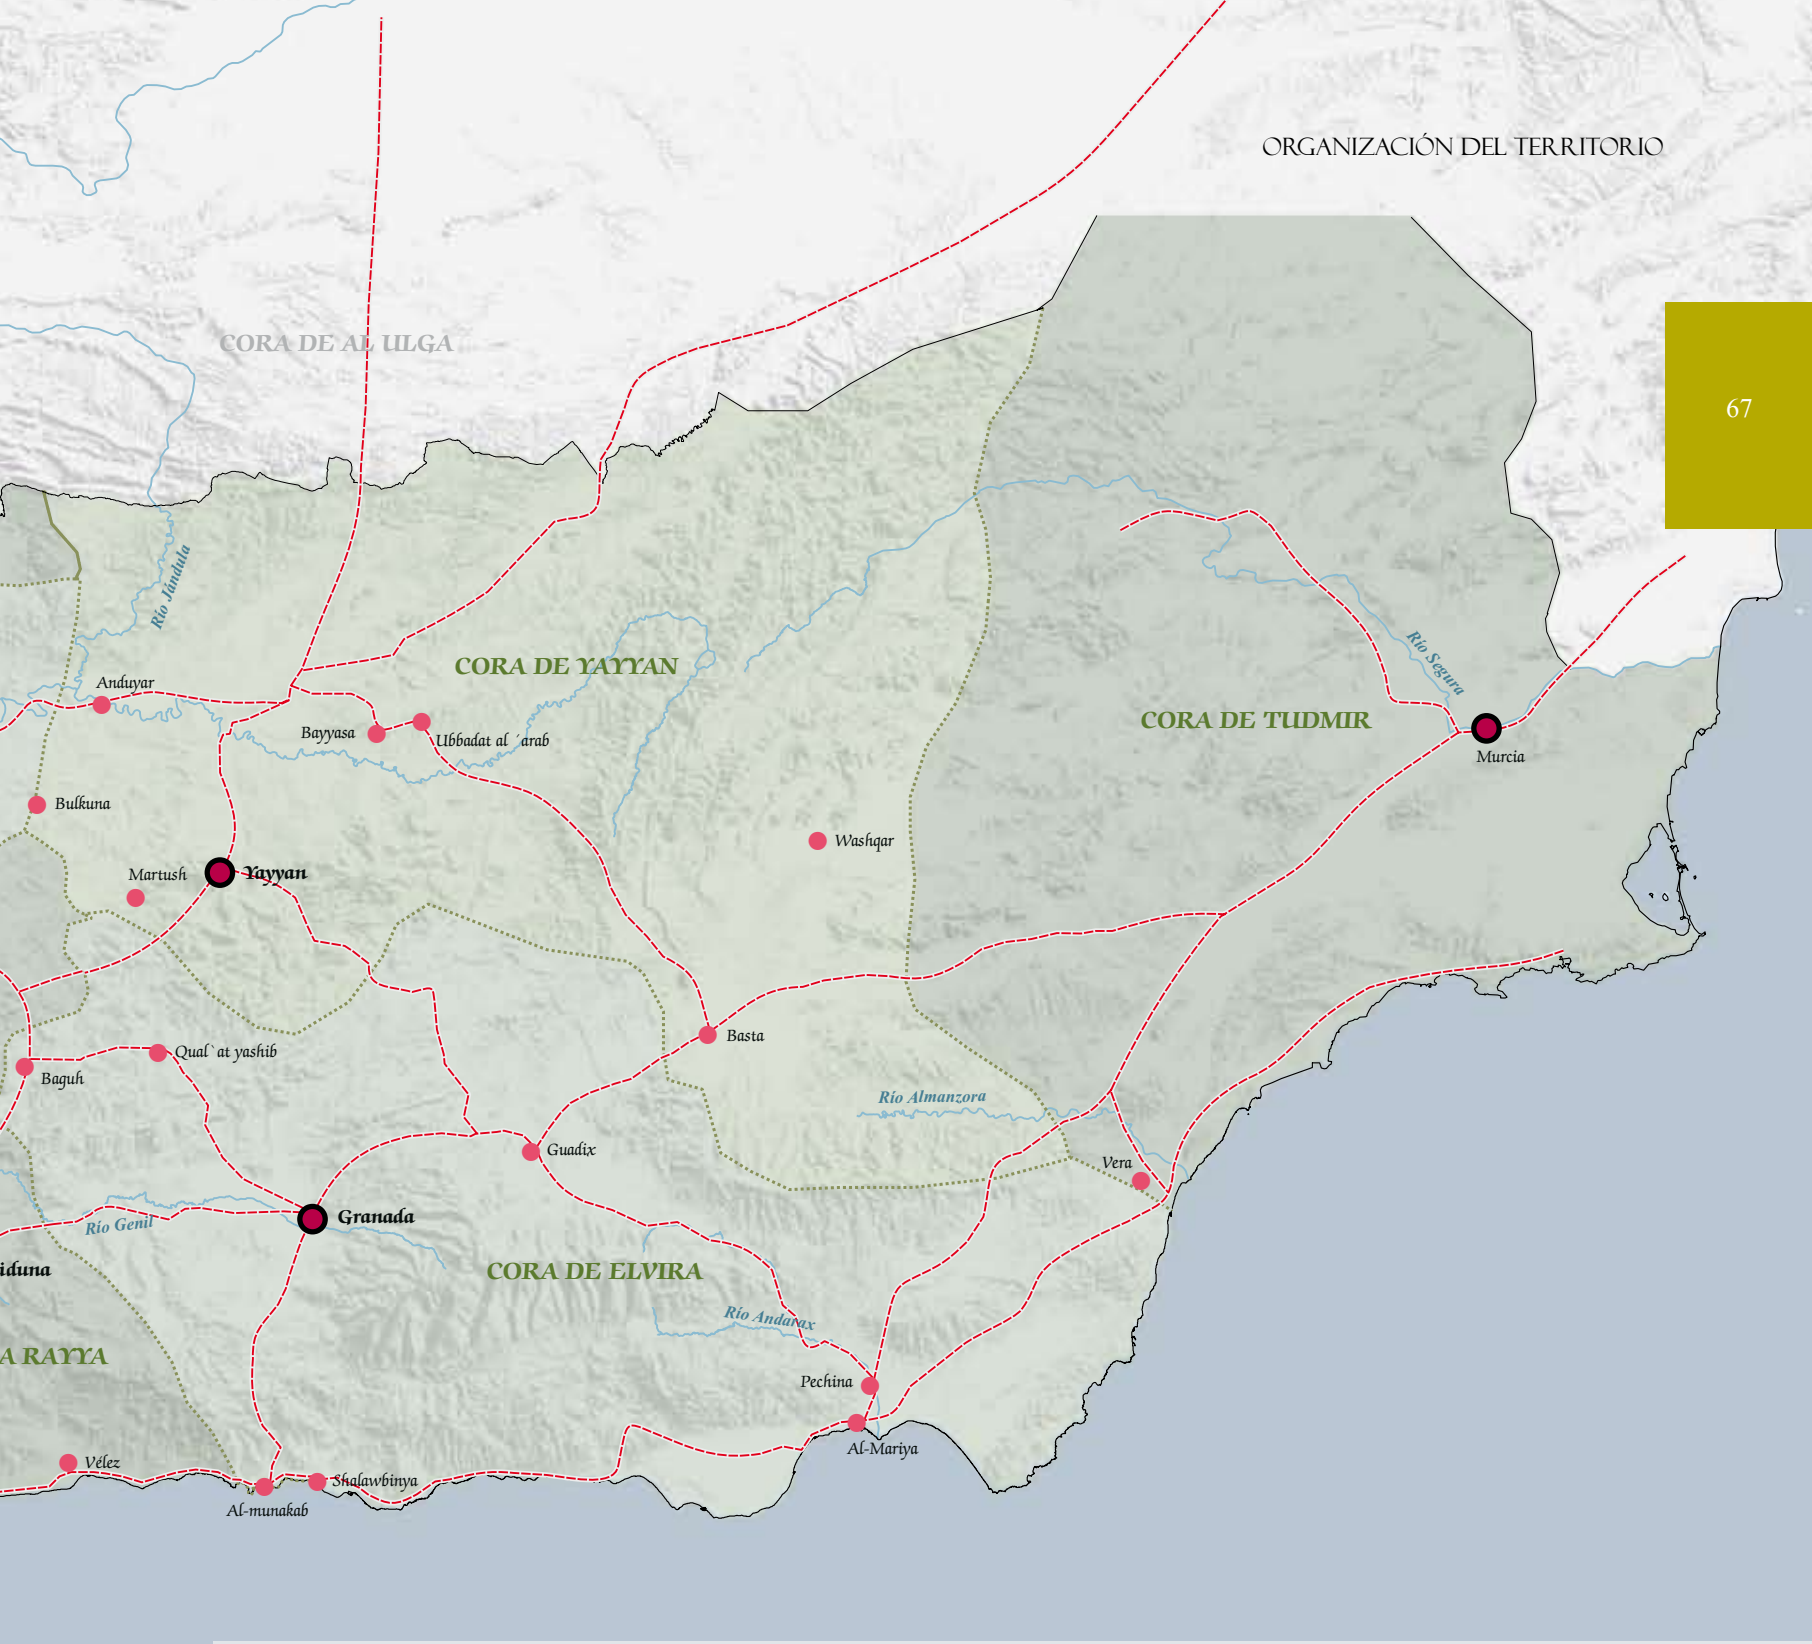 ORGANIZACIÓN DEL TERRITORIO
67
CORA DE AL ULGA
Río Jándula
CORA DE YAYYAN
Río Segura
Anduyar
CORA DE TUDMIR
Bayyasa
Ubbadat al ´arab
Murcia
Bulkuna
Washqar
Martush
Yayyan
Basta
Qual`at yashib
Baguh
Río Almanzora
Guadix
Vera
Granada
Río Genil
iduna
CORA DE ELVIRA
Río Andarax
A RAYYA
Pechina
Al-Mariya
Vélez
Shalawbinya
Al-munakab